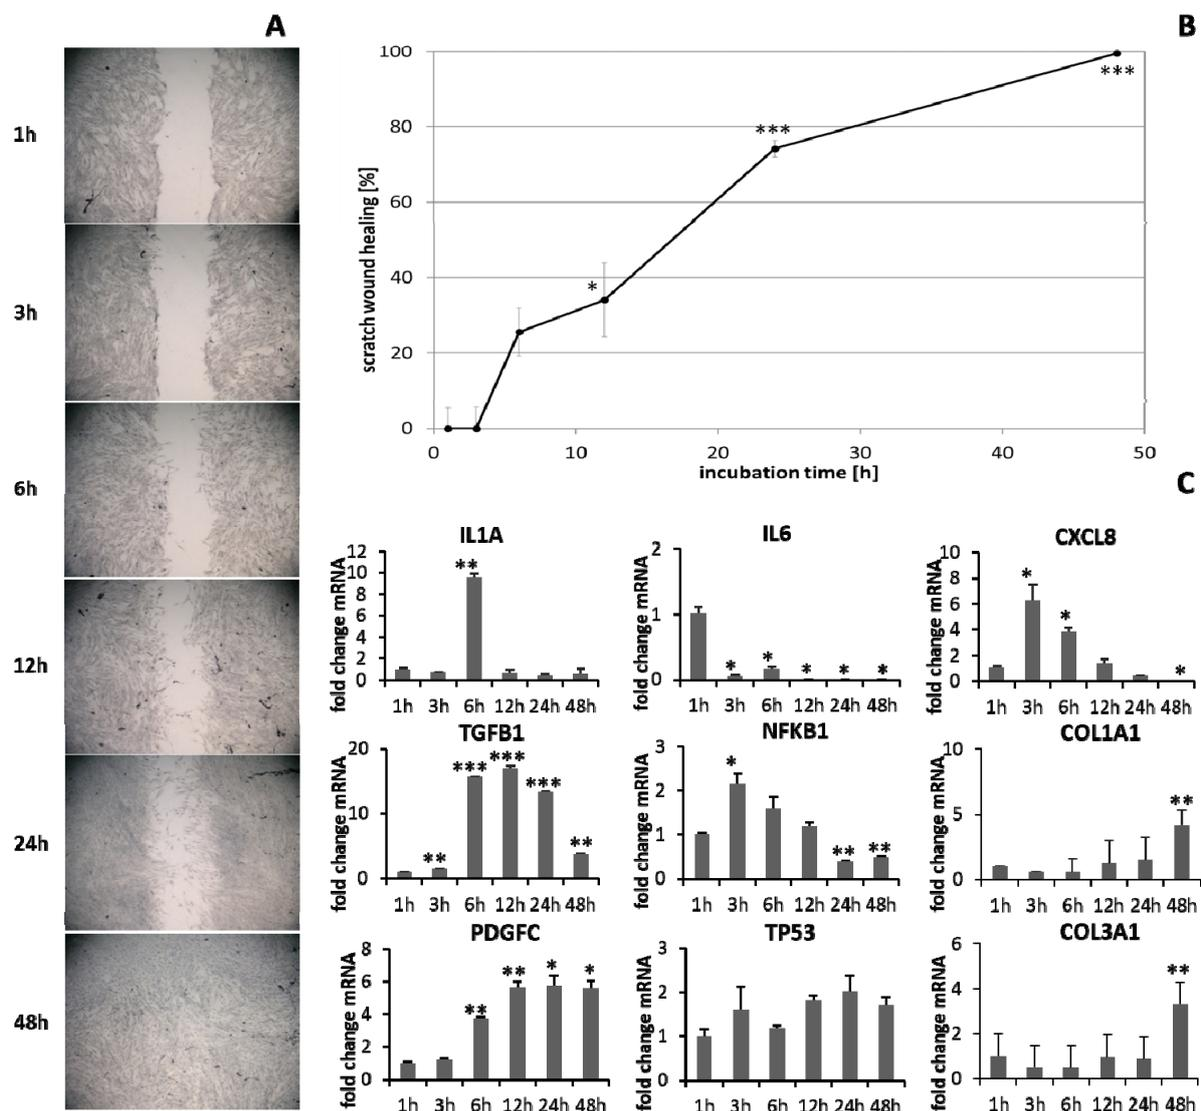 A
1h
3h
6h
12h
24h
48h
B
100
80
60
40
20
0
scratch wound healing [%]
*
***
***
0 10 20 30 40 50
incubation time [h]
C
IL1A
12
10
8
6
4
2
0
fold change mRNA
**
1h 3h 6h 12h 24h 48h
IL6
2
1
0
fold change mRNA
* * * * *
1h 3h 6h 12h 24h 48h
CXCL8
10
8
6
4
2
0
fold change mRNA
* * *
1h 3h 6h 12h 24h 48h
TGFB1
20
10
0
fold change mRNA
** *** *** *** **
1h 3h 6h 12h 24h 48h
NFKB1
3
2
1
0
fold change mRNA
* ** **
1h 3h 6h 12h 24h 48h
COL1A1
10
5
0
fold change mRNA
**
1h 3h 6h 12h 24h 48h
PDGFC
8
6
4
2
0
fold change mRNA
** ** * *
1h 3h 6h 12h 24h 48h
TP53
3
2
1
0
fold change mRNA
1h 3h 6h 12h 24h 48h
COL3A1
6
4
2
0
fold change mRNA
**
1h 3h 6h 12h 24h 48h